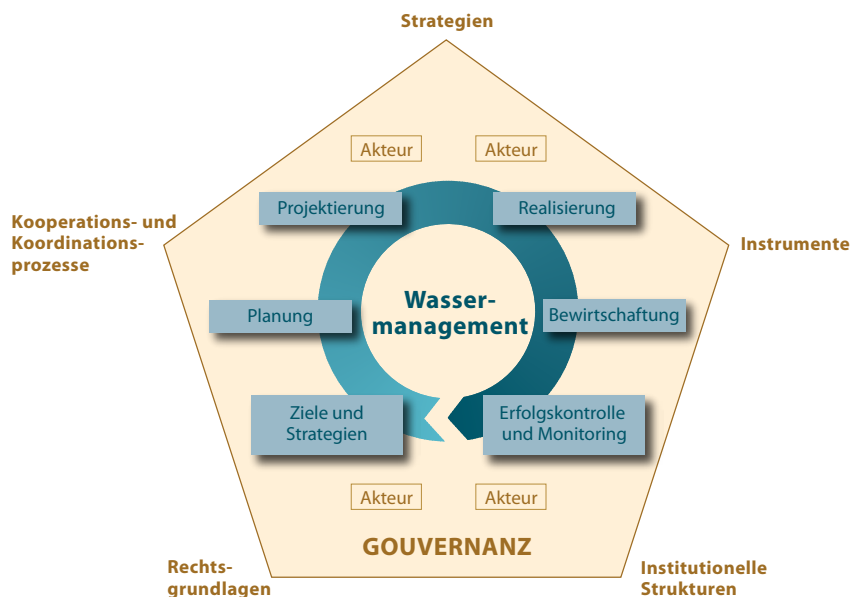 Strategien
Akteur
Akteur
Projektierung
Realisierung
Kooperations- und
Koordinations-
prozesse
Instrumente
Wasser-
management
Planung
Bewirtschaftung
Ziele und
Strategien
Erfolgskontrolle
und Monitoring
Akteur
Akteur
GOUVERNANZ
Rechts-
grundlagen
Institutionelle
Strukturen